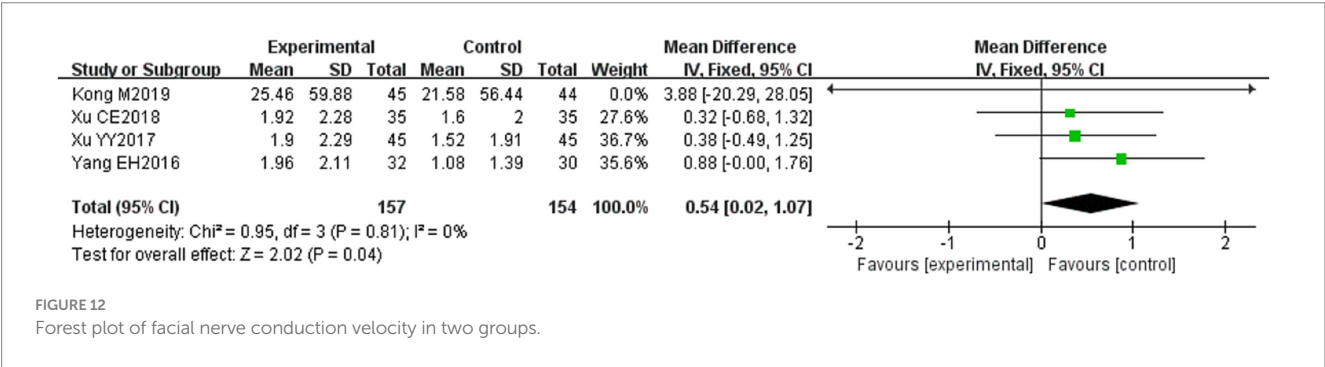 Experimental Control Mean Difference Mean Difference
Study or Subgroup Mean SD Total Mean SD Total Weight IV, Fixed, 95% CI IV, Fixed, 95% CI
Kong M2019 25.46 59.88 45 21.58 56.44 44 0.0% 3.88 [-20.29, 28.05]
Xu CE2018 1.92 2.28 35 1.6 2 35 27.6% 0.32 [-0.68, 1.32]
Xu YY2017 1.9 2.29 45 1.52 1.91 45 36.7% 0.38 [-0.49, 1.25]
Yang EH2016 1.96 2.11 32 1.08 1.39 30 35.6% 0.88 [-0.00, 1.76]
Total (95% CI) 157 154 100.0% 0.54 [0.02, 1.07]
Heterogeneity: Chi² = 0.95, df = 3 (P = 0.81); I² = 0%
Test for overall effect: Z = 2.02 (P = 0.04)
-2 -1 0 1 2
Favours [experimental] Favours [control]
FIGURE 12
Forest plot of facial nerve conduction velocity in two groups.